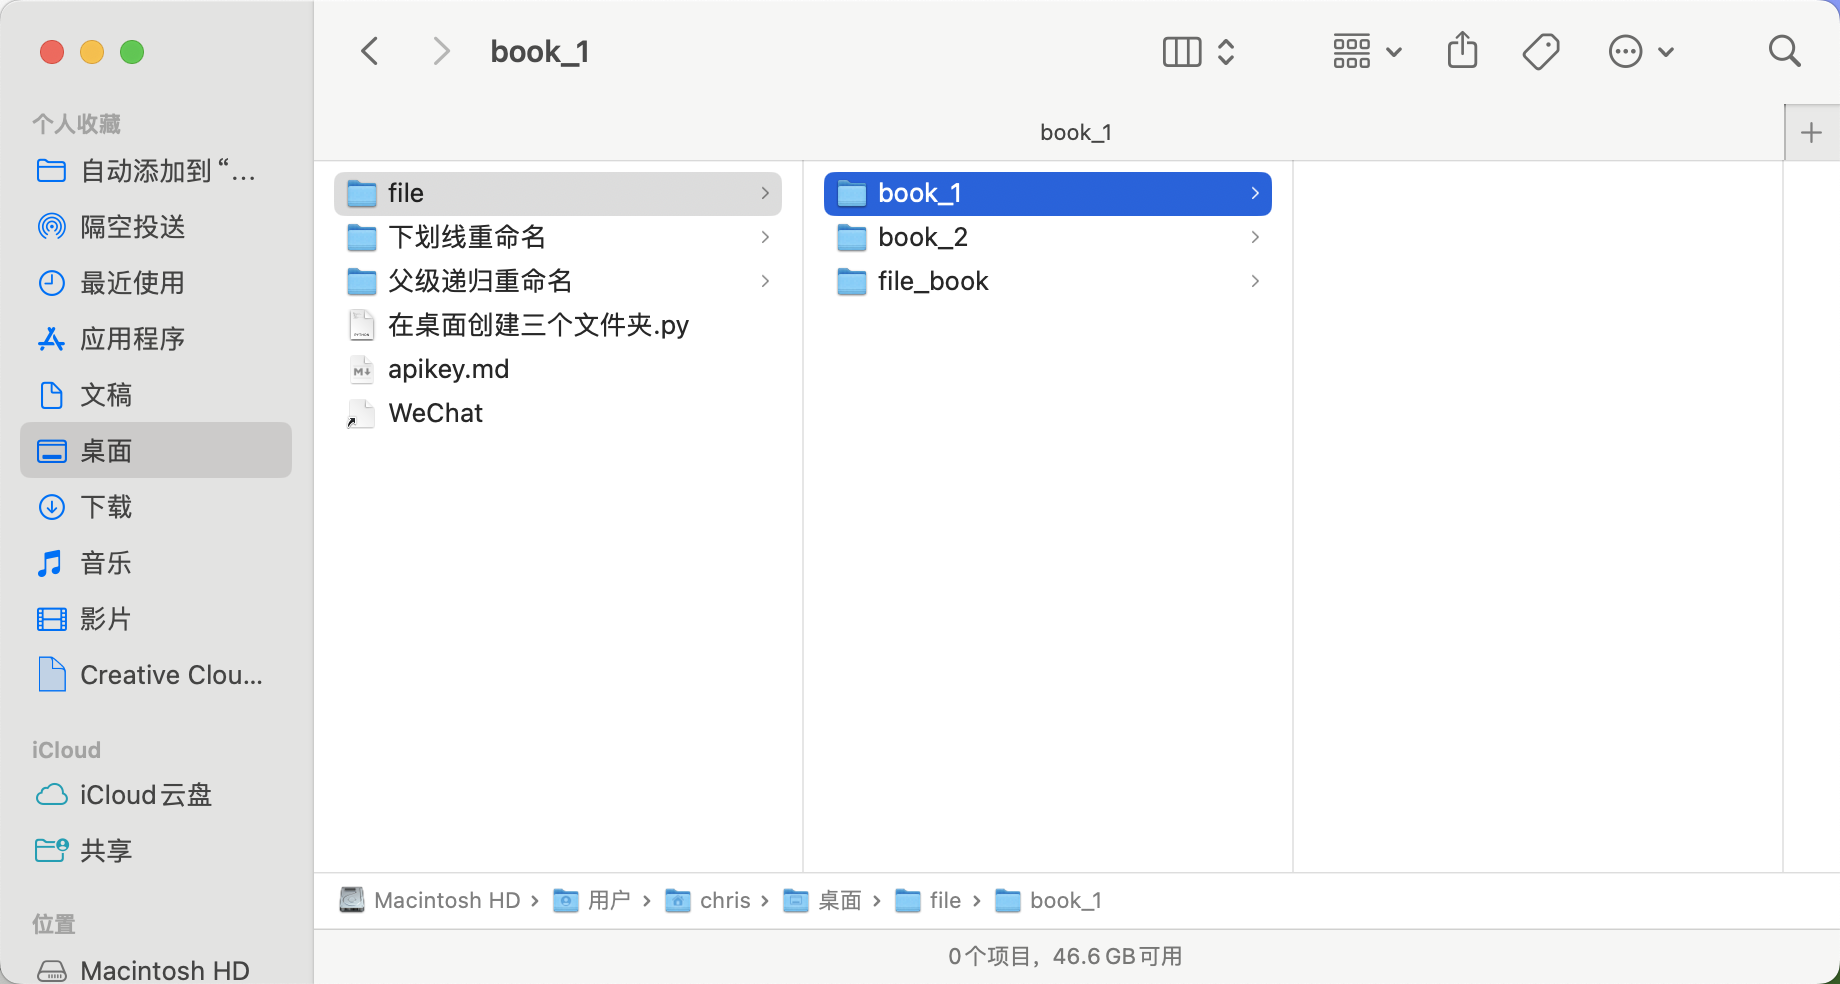 book_1
个人收藏
自动添加到“…
隔空投送
最近使用
应用程序
文稿
桌面
下载
音乐
影片
Creative Clou...
iCloud
iCloud云盘
共享
位置
Macintosh HD
book_1
file
下划线重命名
父级递归重命名
在桌面创建三个文件夹.py
apikey.md
WeChat
book_1
book_2
file_book
Macintosh HD › 用户 › chris › 桌面 › file › book_1
0个项目，46.6 GB可用